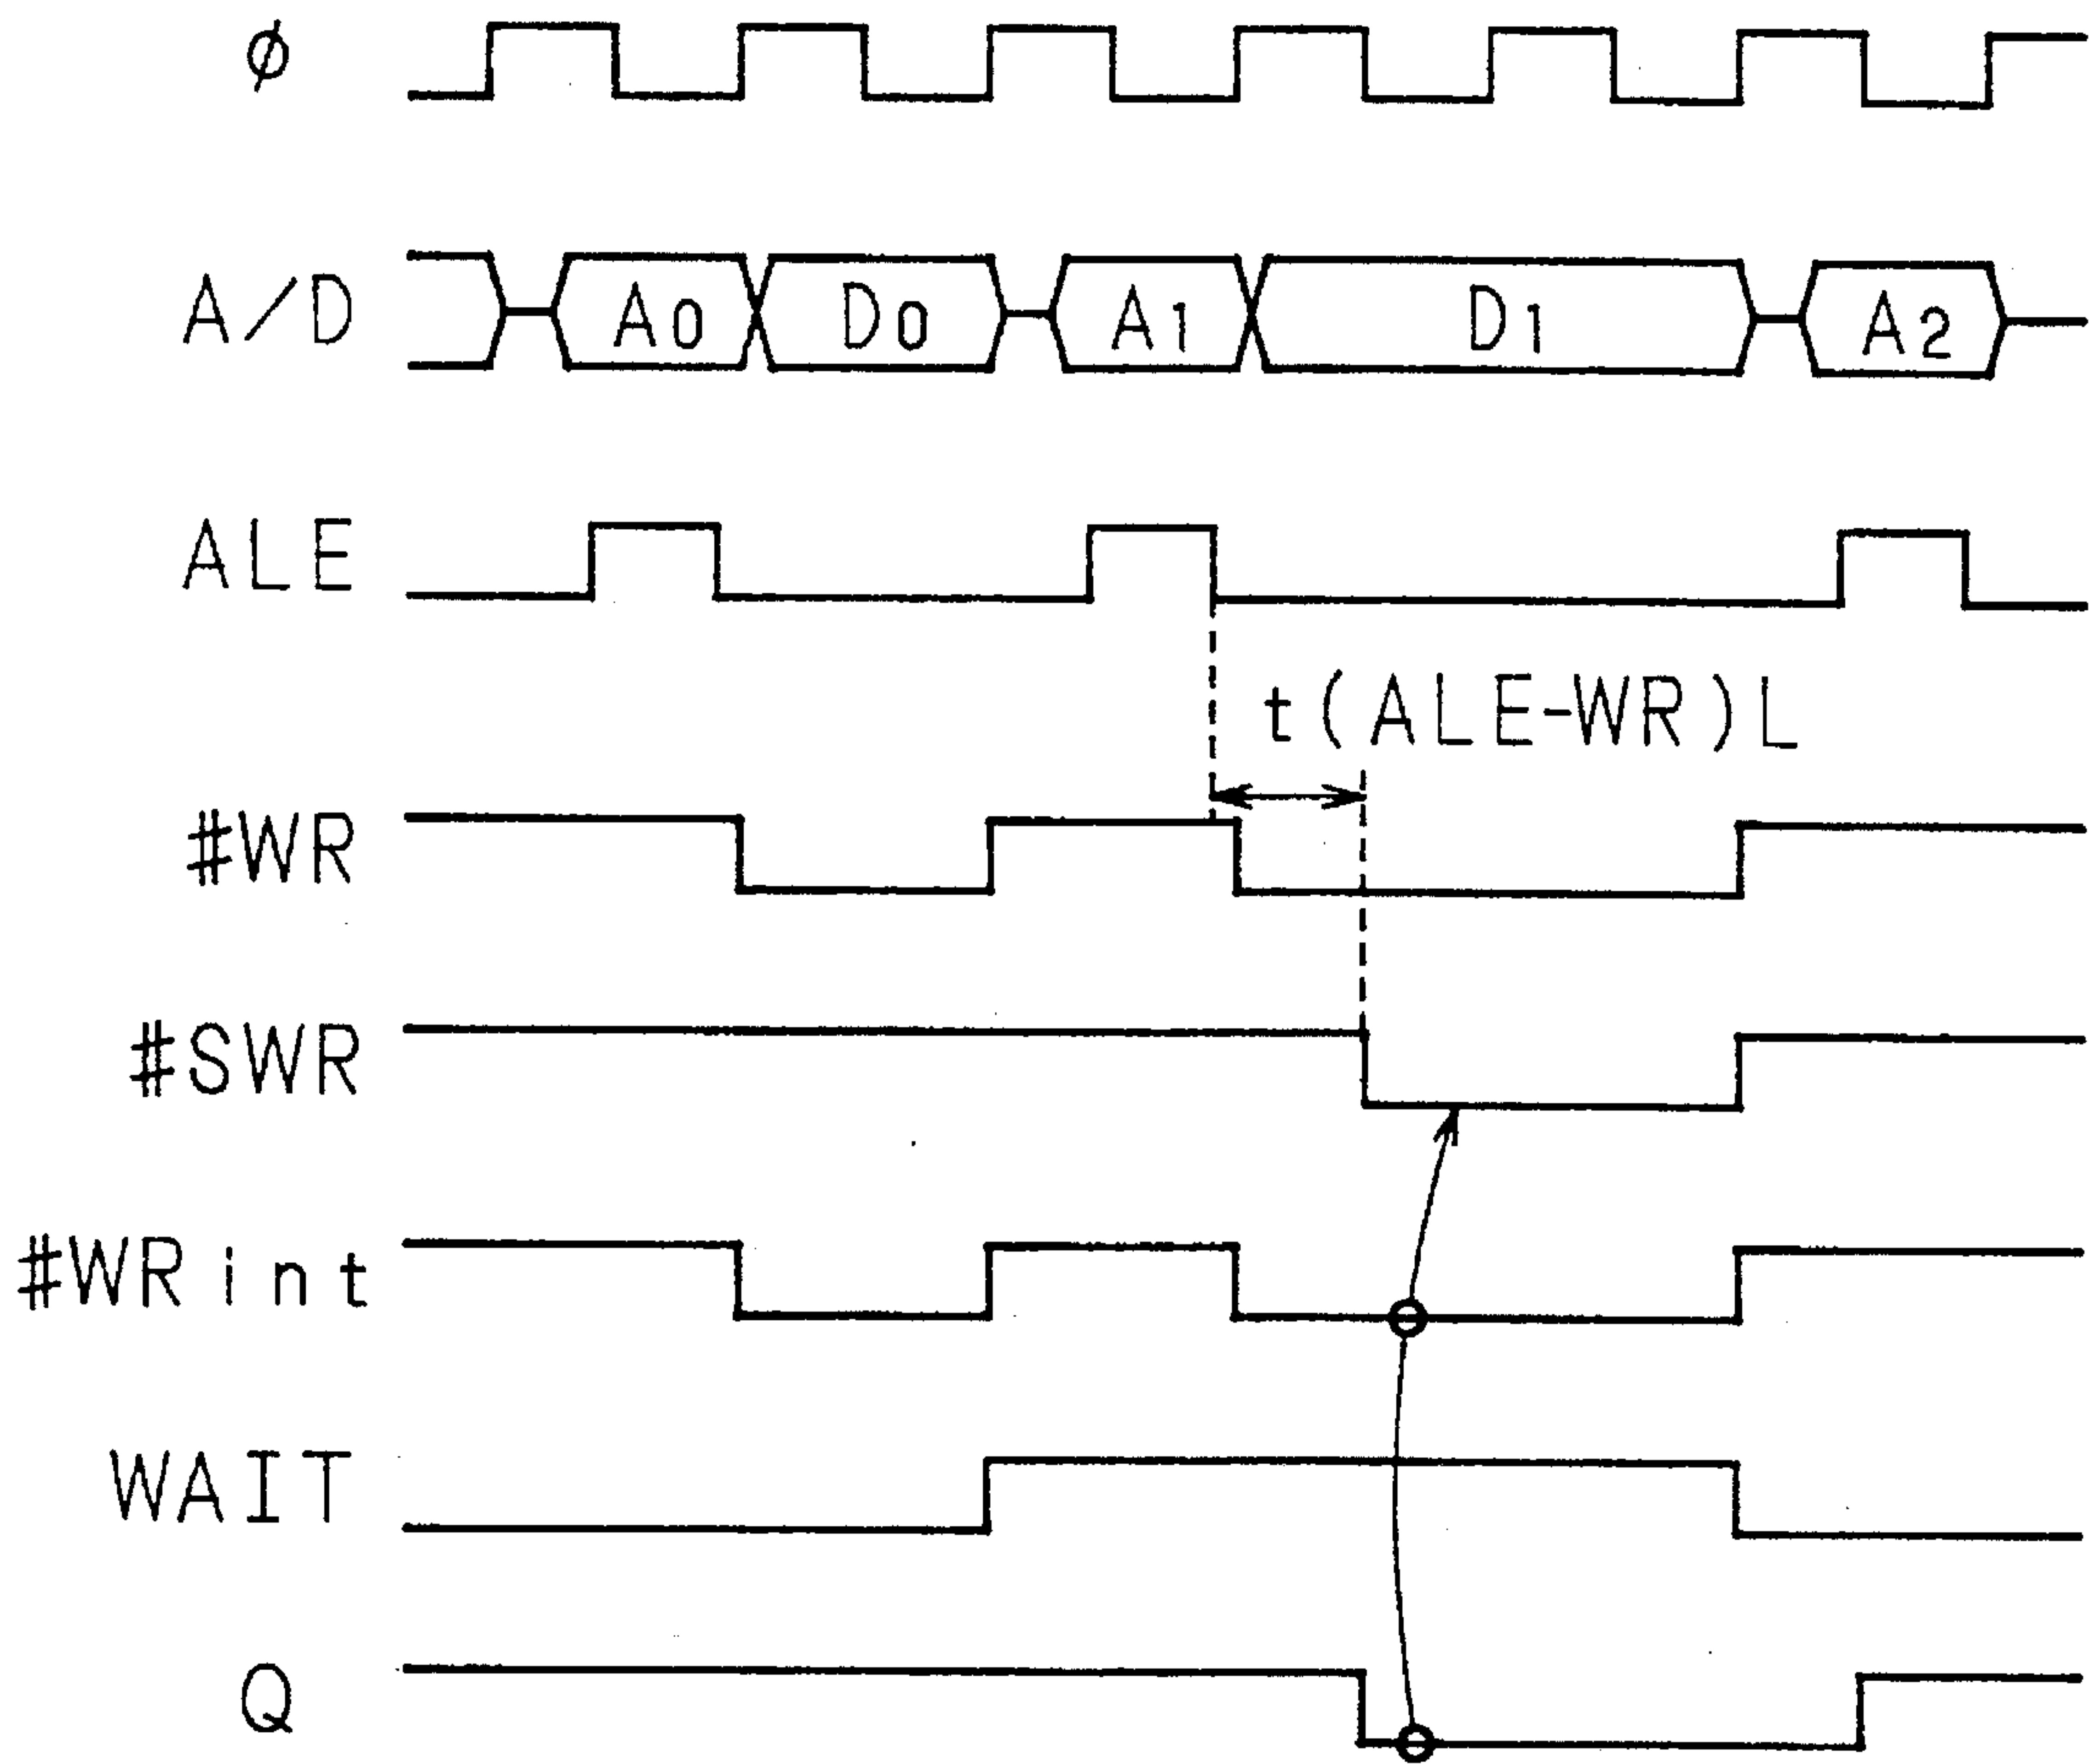 ø
A/D A0 D0 A1 D1 A2
ALE
t(ALE-WR)L
#WR
#SWR
#WRint
WAIT
Q